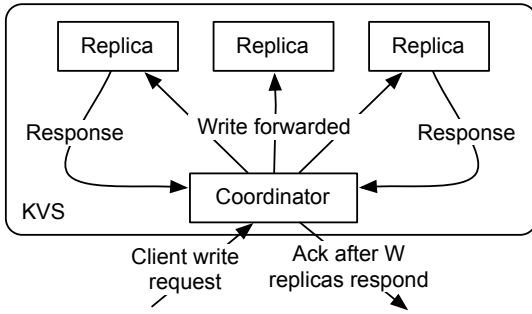 Replica
Replica
Replica
Response
Write forwarded
Response
Coordinator
KVS
Client write
request
Ack after W
replicas respond